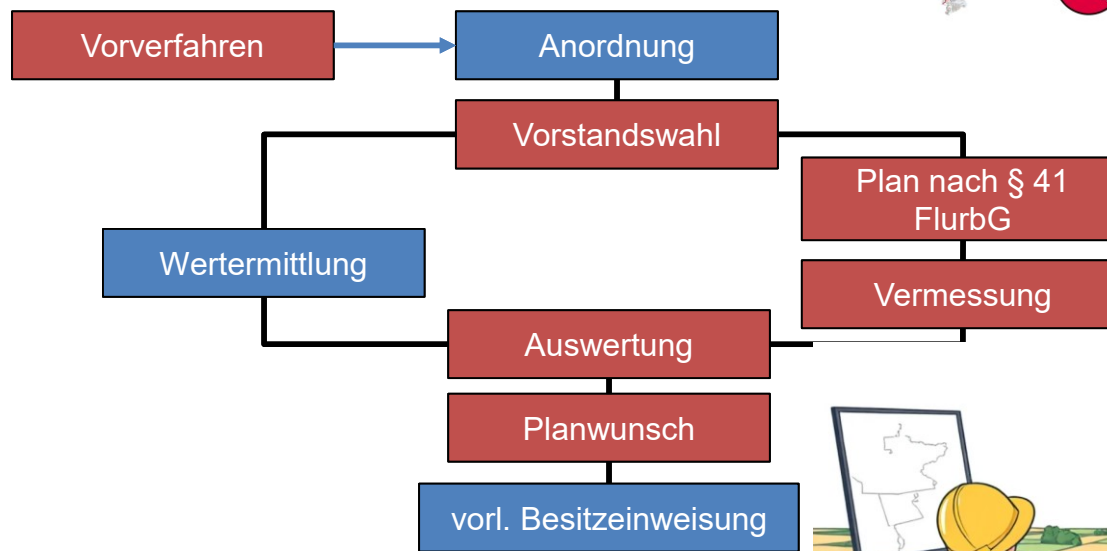 Vorverfahren
Anordnung
Vorstandswahl
Plan nach § 41
FlurbG
Wertermittlung
Vermessung
Auswertung
Planwunsch
vorl. Besitzeinweisung